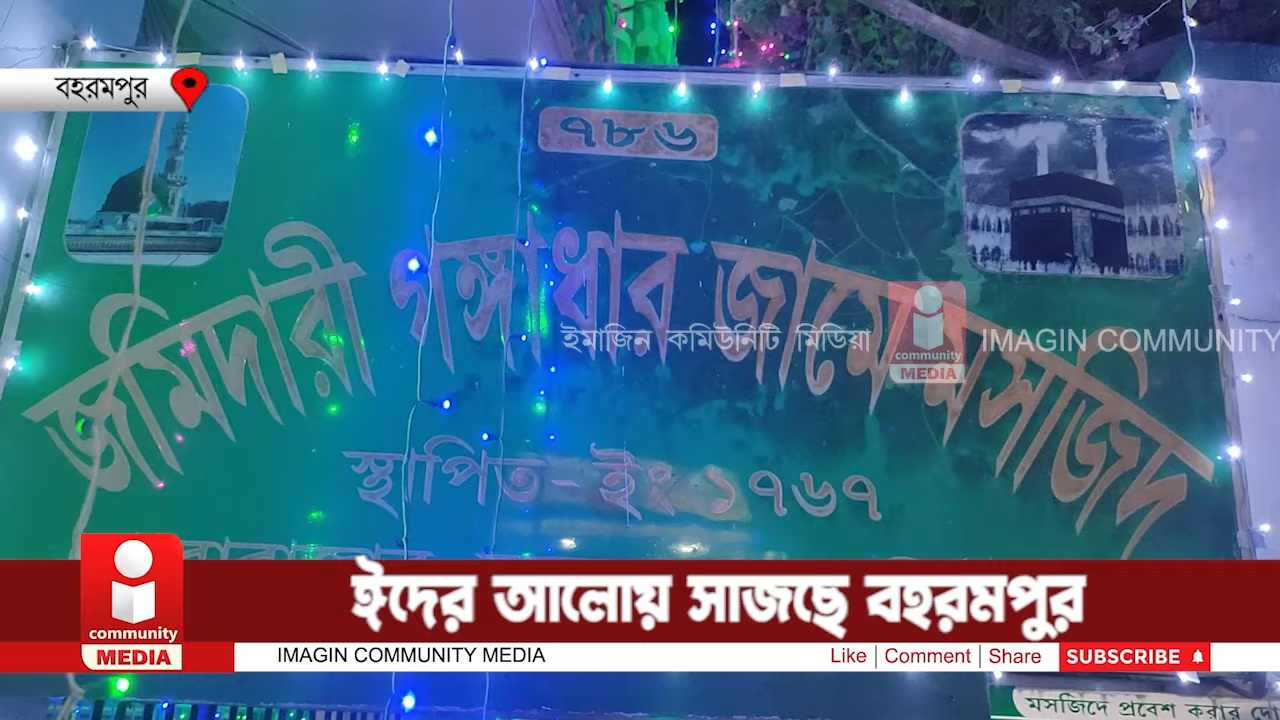 বহরমপুর
৭৮৬
জমিদারী গঙ্গাধার জামে মসজিদ
ইমাজিন কমিউনিটি মিডিয়া
community
MEDIA
IMAGIN COMMUNITY
স্থাপিত - ইং ১৭৬৭
ঈদের আলোয় সাজছে বহরমপুর
community
MEDIA
IMAGIN COMMUNITY MEDIA
Like | Comment | Share
SUBSCRIBE
মসজিদে প্রবেশ করার